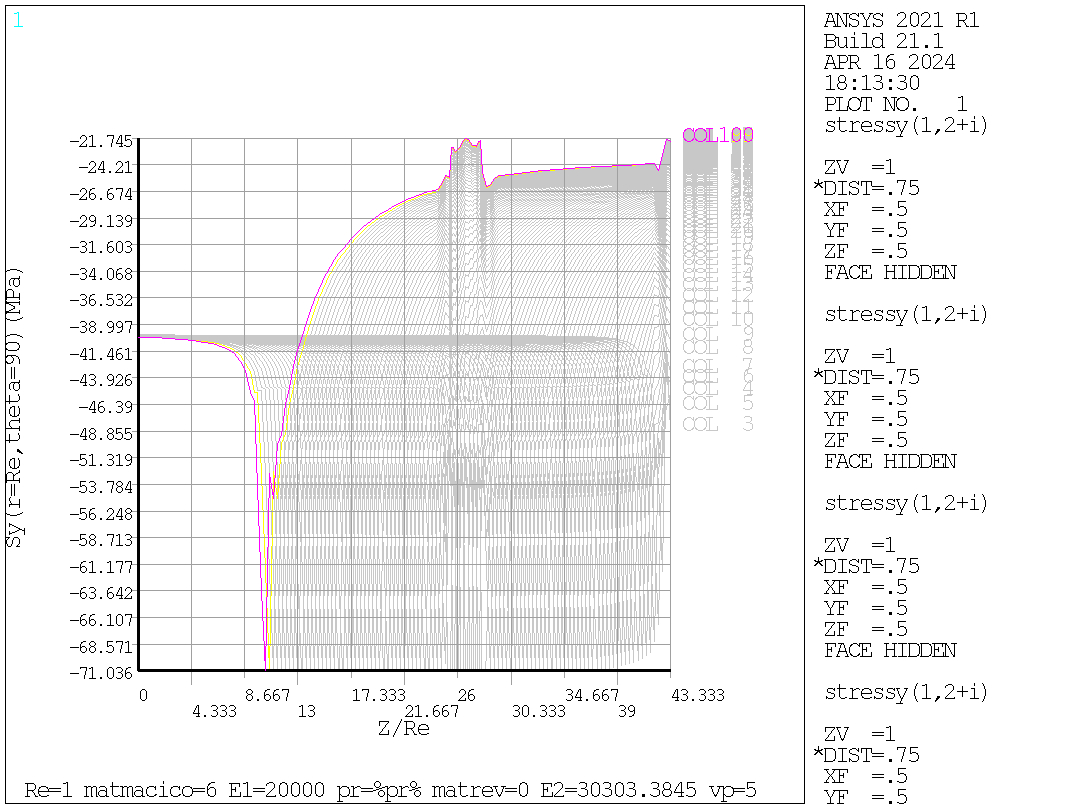 1
ANSYS 2021 R1
Build 21.1
APR 16 2024
18:13:30
PLOT NO. 1
stressy(1,2+i)
ZV =1
*DIST=.75
XF =.5
YF =.5
ZF =.5
FACE HIDDEN
stressy(1,2+i)
ZV =1
*DIST=.75
XF =.5
YF =.5
ZF =.5
FACE HIDDEN
stressy(1,2+i)
ZV =1
*DIST=.75
XF =.5
YF =.5
ZF =.5
FACE HIDDEN
stressy(1,2+i)
ZV =1
*DIST=.75
XF =.5
YF =.5
COL100
COL 8
COL 4
COL 5
COL 3
Sy(r=Re,theta=90) (MPa)
-21.745
-24.21
-26.674
-29.139
-31.603
-34.068
-36.532
-38.997
-41.461
-43.926
-46.39
-48.855
-51.319
-53.784
-56.248
-58.713
-61.177
-63.642
-66.107
-68.571
-71.036
0
4.333
8.667
13
17.333
21.667
26
30.333
34.667
39
43.333
Z/Re
Re=1 matmacico=6 E1=20000 pr=%pr% matrev=0 E2=30303.3845 vp=5